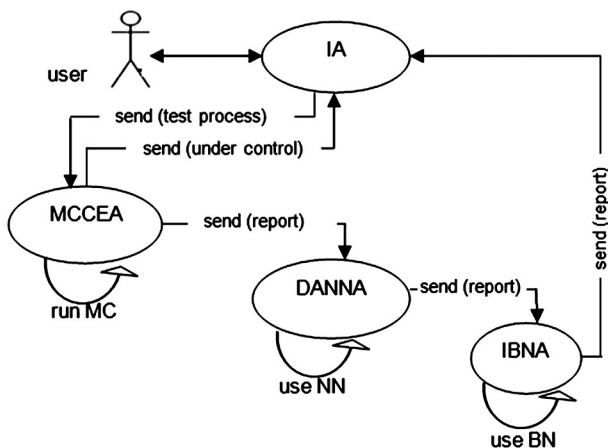 IA
user
send (test process)
send (under control)
MCCEA
send (report)
run MC
DANNA
send (report)
use NN
IBNA
use BN
send (report)